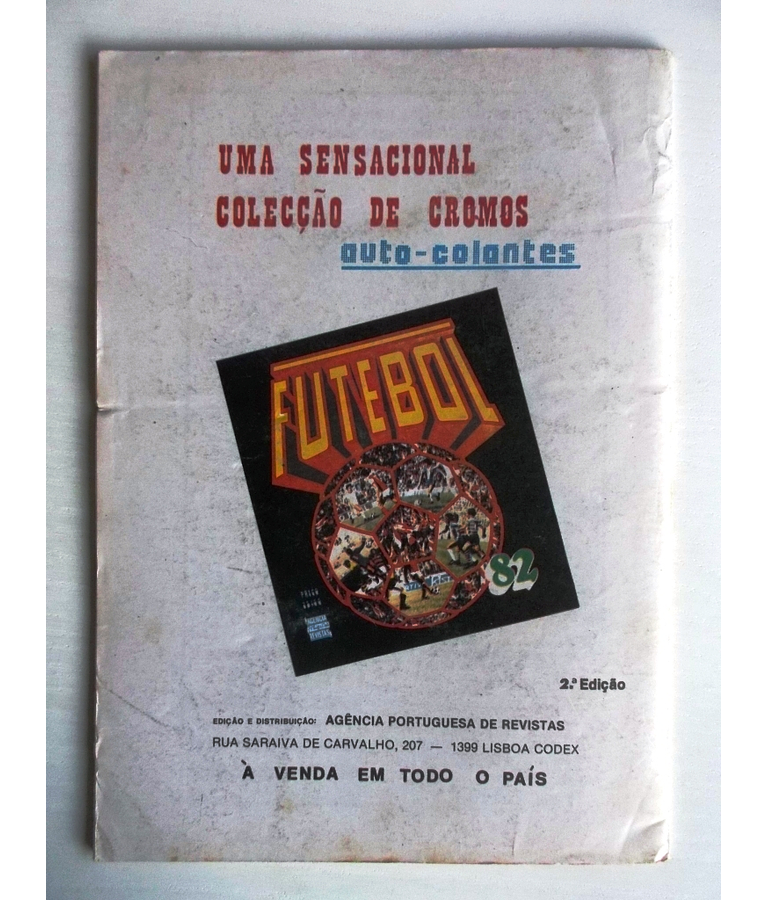 UMA SENSACIONAL
COLECÇÃO DE CROMOS
auto-colantes
FUTEBOL
82
2.ª Edição
EDIÇÃO E DISTRIBUIÇÃO: AGÊNCIA PORTUGUESA DE REVISTAS
RUA SARAIVA DE CARVALHO, 207 — 1399 LISBOA CODEX
À VENDA EM TODO O PAÍS